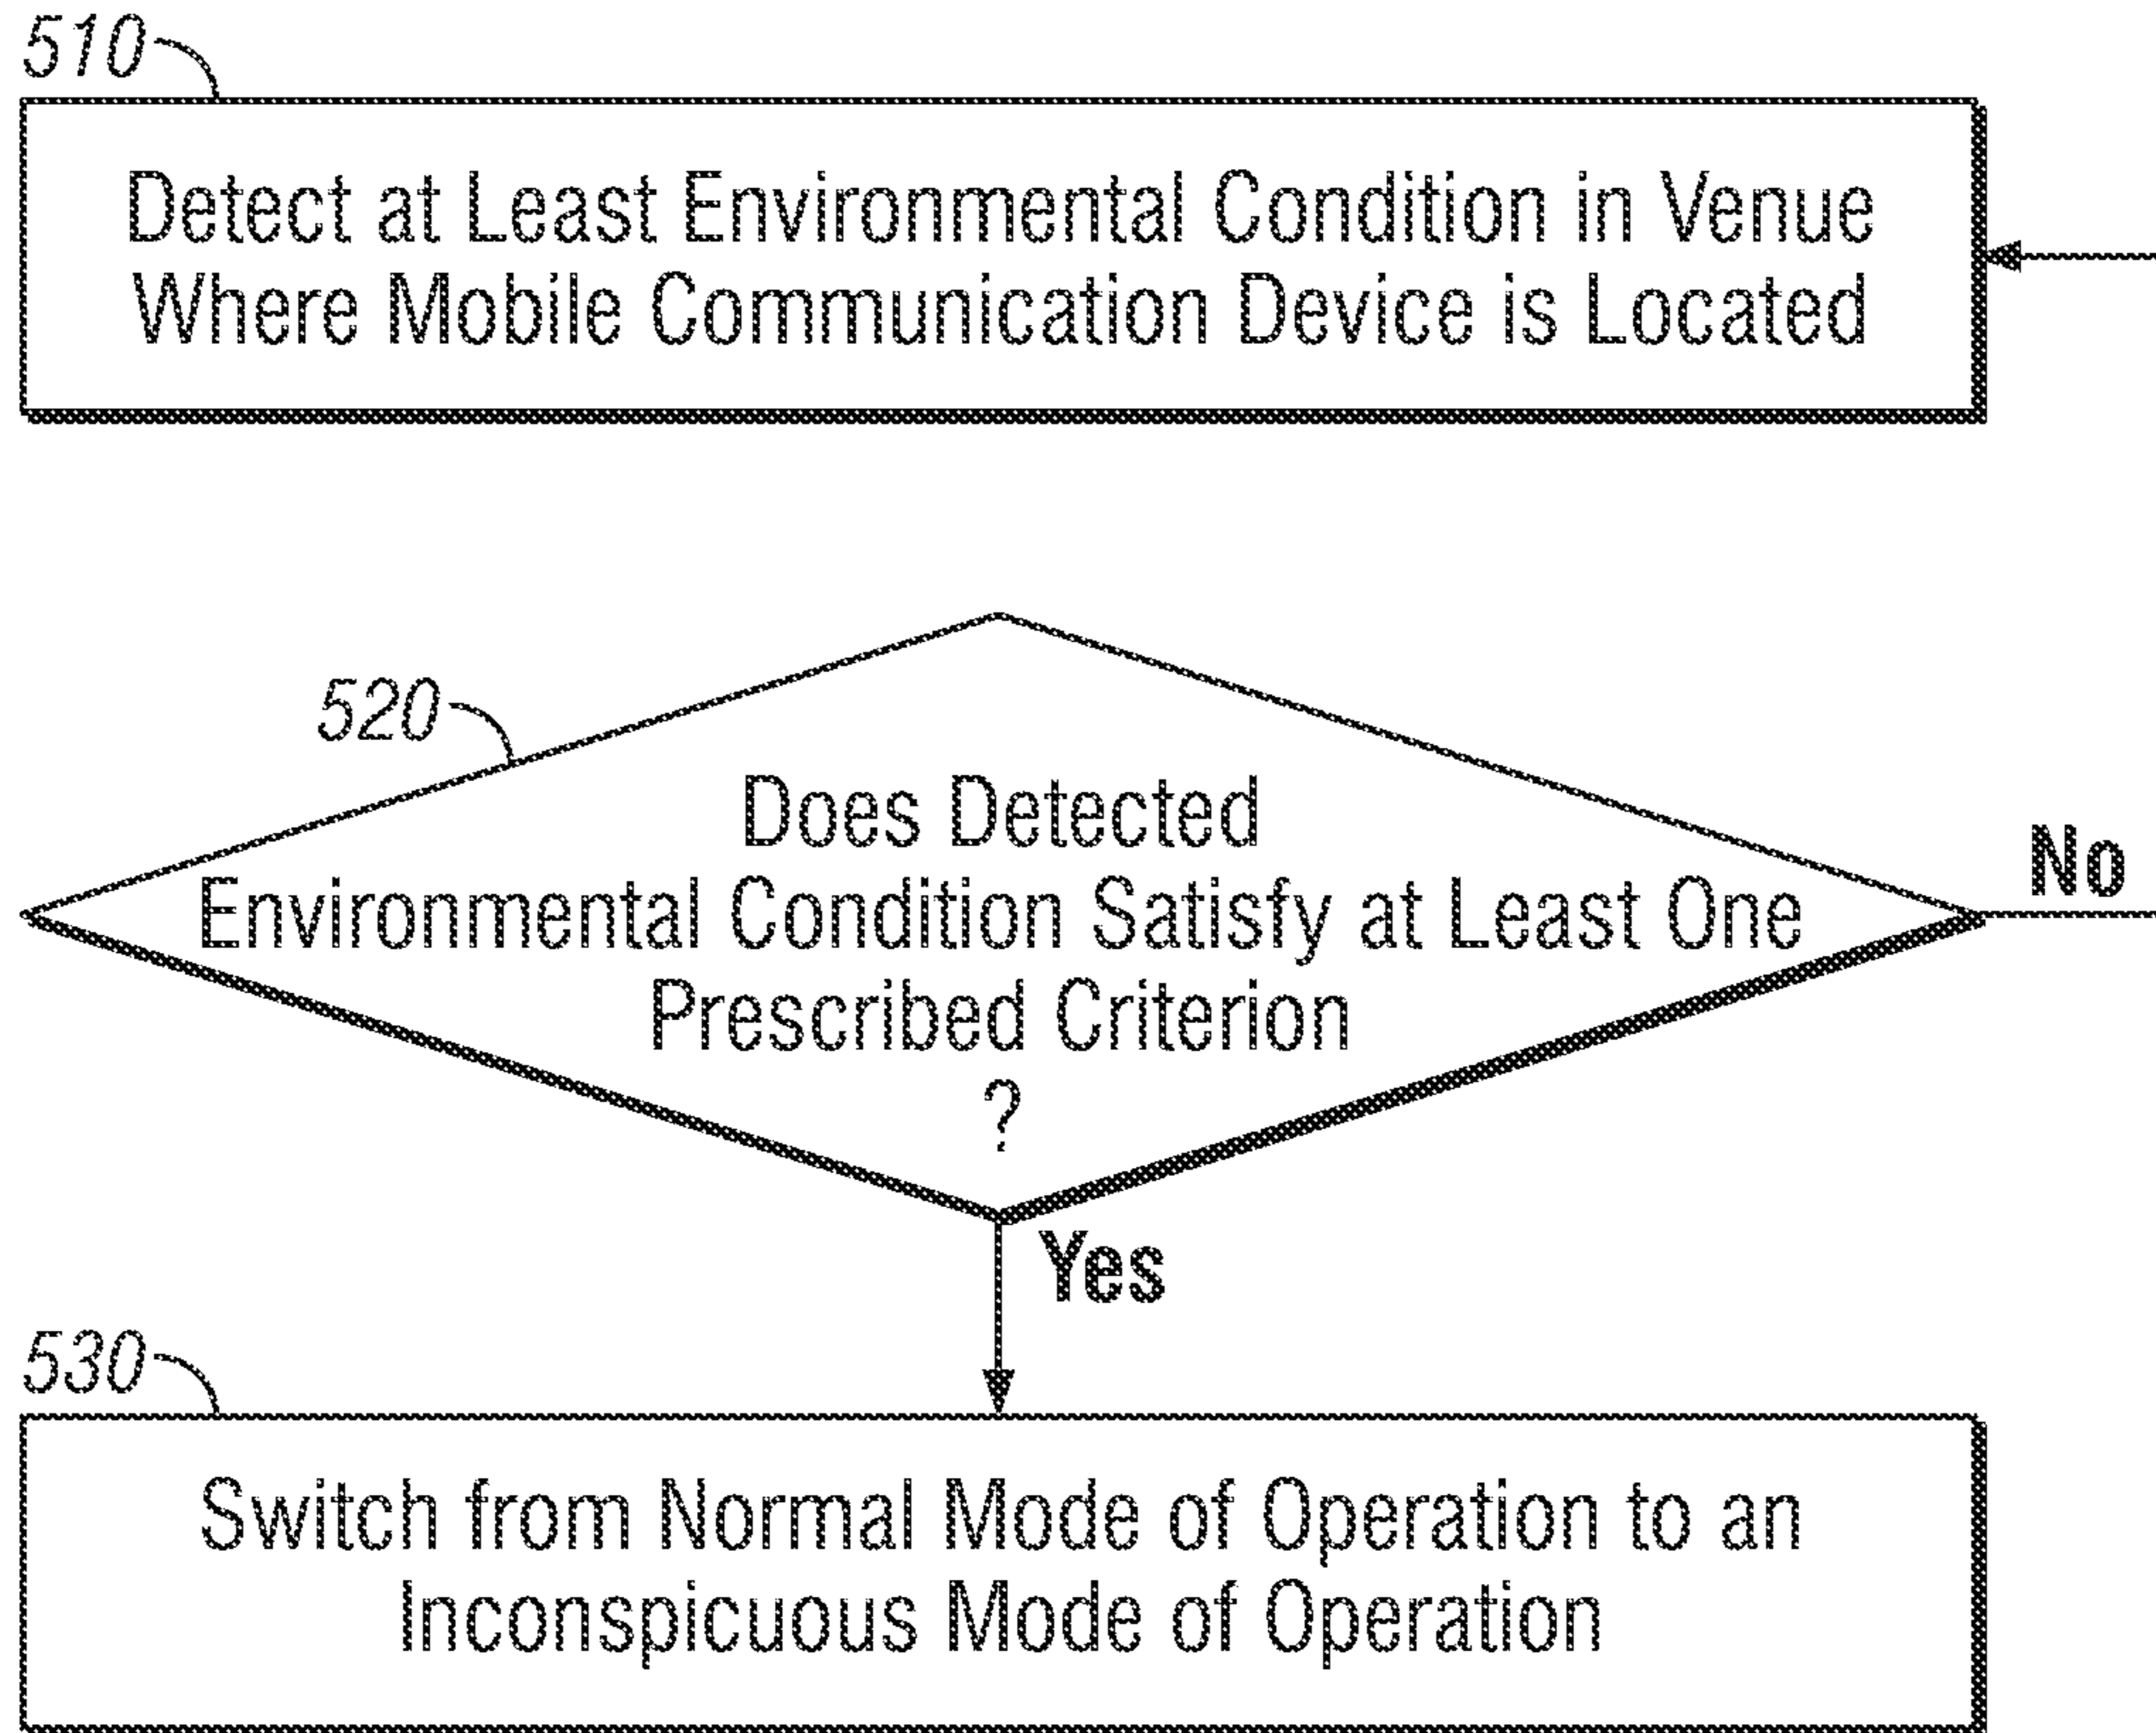 510
Detect at Least Environmental Condition in Venue
Where Mobile Communication Device is Located
520
Does Detected
Environmental Condition Satisfy at Least One
Prescribed Criterion
?
No
Yes
530
Switch from Normal Mode of Operation to an
Inconspicuous Mode of Operation